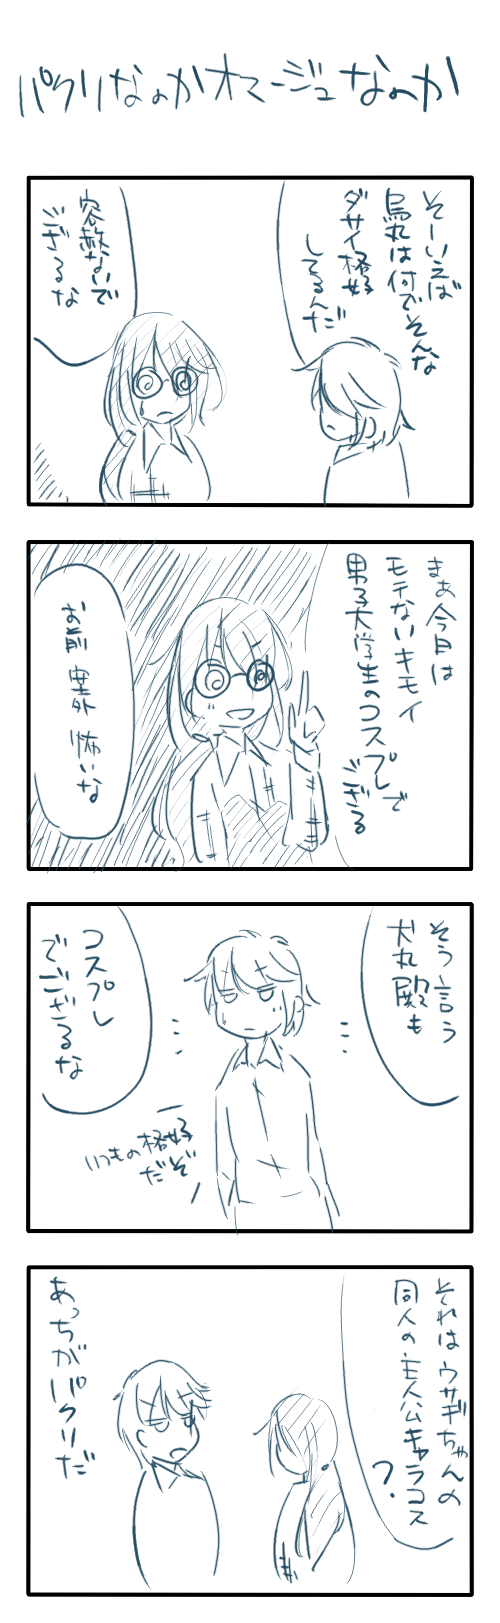 パクリなのかオマージュなのか
そーいえば
烏丸は何でそんな
ダサイ格好
してるんだ
容赦ないで
ござるな
まぁ今日は
モテないキモイ
男子大学生のコスプレで
ござる
お前 案外 怖いな
そう言う
犬丸殿も
コスプレ
でござるな
いつもの格好
だぞ
それはウサギちゃんの
同人の主人公キャラコス
?
あっちがパクリだ